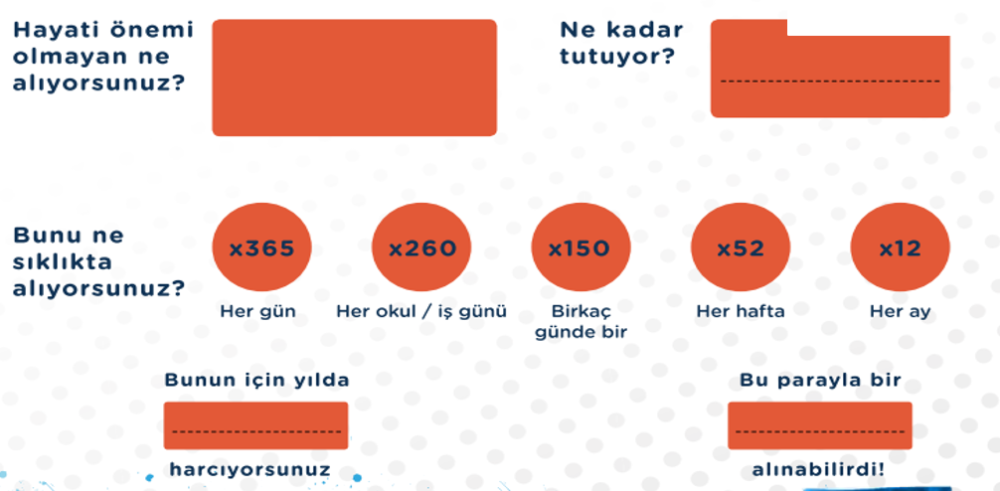 Hayati önemi
olmayan ne
alıyorsunuz?
Ne kadar
tutuyor?
Bunu ne
sıklıkta
alıyorsunuz?
x365
x260
x150
x52
x12
Her gün
Her okul / iş günü
Birkaç
günde bir
Her hafta
Her ay
Bunun için yılda
harcıyorsunuz
Bu parayla bir
alınabilirdi!